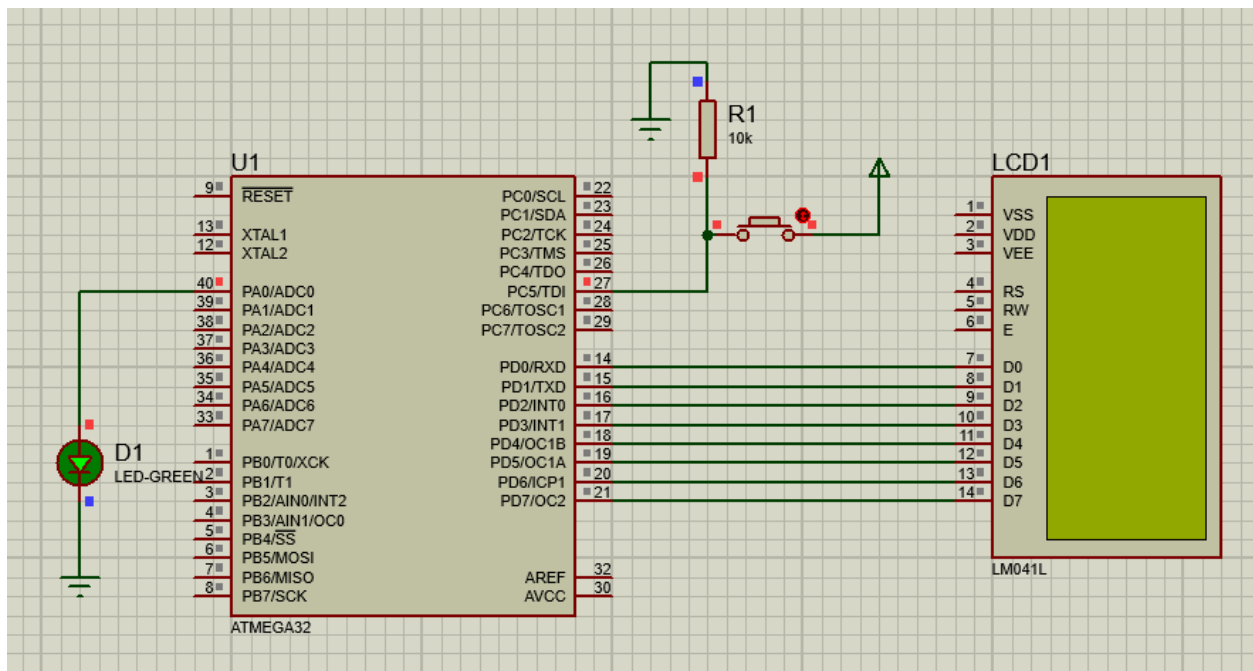 R1
10k
U1
LCD1
9 RESET
13 XTAL1
12 XTAL2
40 PA0/ADC0
39 PA1/ADC1
38 PA2/ADC2
37 PA3/ADC3
36 PA4/ADC4
35 PA5/ADC5
34 PA6/ADC6
33 PA7/ADC7
1 PB0/T0/XCK
2 PB1/T1
3 PB2/AIN0/INT2
4 PB3/AIN1/OC0
5 PB4/SS
6 PB5/MOSI
7 PB6/MISO
8 PB7/SCK
PC0/SCL 22
PC1/SDA 23
PC2/TCK 24
PC3/TMS 25
PC4/TDO 26
PC5/TDI 27
PC6/TOSC1 28
PC7/TOSC2 29
PD0/RXD 14
PD1/TXD 15
PD2/INT0 16
PD3/INT1 17
PD4/OC1B 18
PD5/OC1A 19
PD6/ICP1 20
PD7/OC2 21
AREF 32
AVCC 30
ATMEGA32
D1
LED-GREEN
1 VSS
2 VDD
3 VEE
4 RS
5 RW
6 E
7 D0
8 D1
9 D2
10 D3
11 D4
12 D5
13 D6
14 D7
LM041L